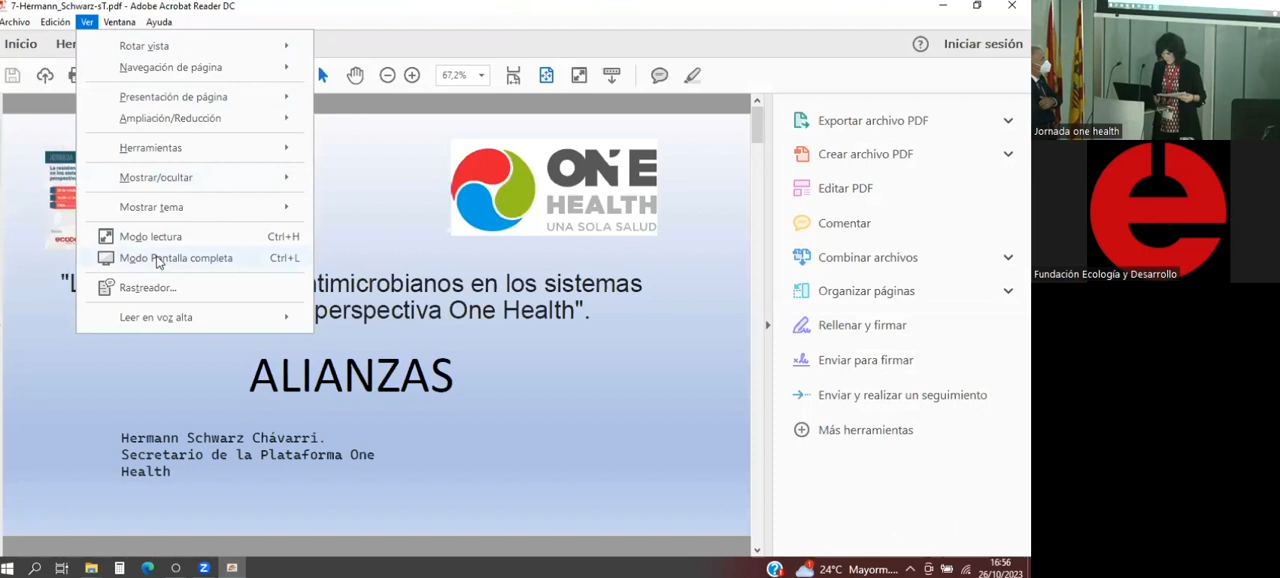 7-Hermann_Schwarz-sT.pdf - Adobe Acrobat Reader DC
Archivo Edición Ver Ventana Ayuda
Inicio
Iniciar sesión
67,2%
Rotar vista
Navegación de página
Presentación de página
Ampliación/Reducción
Herramientas
Mostrar/ocultar
Mostrar tema
Modo lectura Ctrl+H
Modo Pantalla completa Ctrl+L
Rastreador...
Leer en voz alta
ONE
HEALTH
UNA SOLA SALUD
en los sistemas
perspectiva One Health".
ALIANZAS
Hermann Schwarz Chávarri.
Secretario de la Plataforma One
Health
Exportar archivo PDF
Crear archivo PDF
Editar PDF
Comentar
Combinar archivos
Organizar páginas
Rellenar y firmar
Enviar para firmar
Enviar y realizar un seguimiento
Más herramientas
Jornada one health
Fundación Ecología y Desarrollo
24°C Mayorm....
16:56
26/10/2023